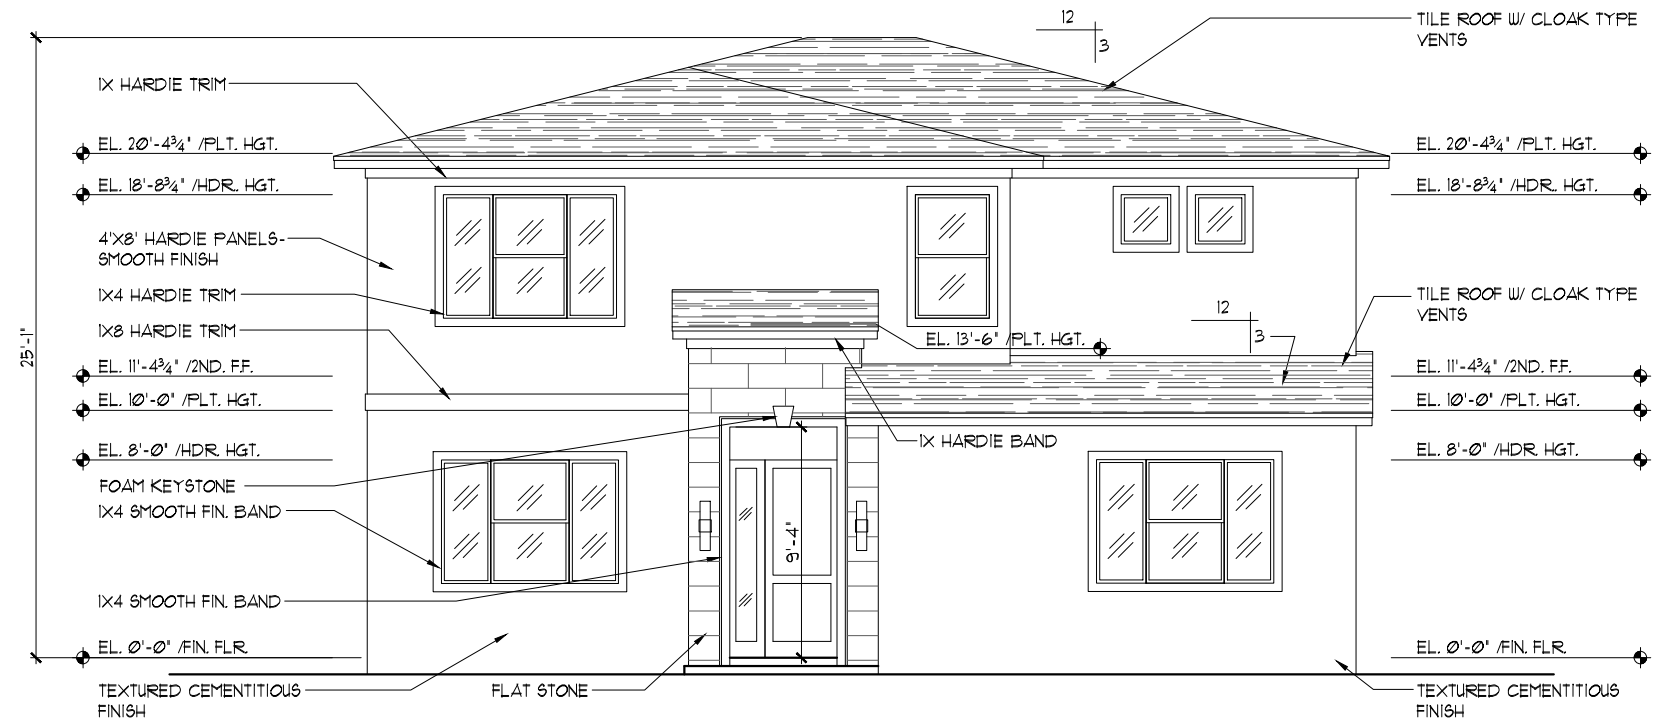 12
3
TILE ROOF W/ CLOAK TYPE
VENTS
1X HARDIE TRIM
EL. 20'-4¾" /PLT. HGT.
EL. 20'-4¾" /PLT. HGT.
EL. 18'-8¾" /HDR. HGT.
EL. 18'-8¾" /HDR. HGT.
4'X8' HARDIE PANELS-
SMOOTH FINISH
1X4 HARDIE TRIM
TILE ROOF W/ CLOAK TYPE
VENTS
12
3
1X8 HARDIE TRIM
EL. 13'-6" /PLT. HGT.
25'-1"
EL. 11'-4¾" /2ND. F.F.
EL. 11'-4¾" /2ND. F.F.
EL. 10'-0" /PLT. HGT.
EL. 10'-0" /PLT. HGT.
1X HARDIE BAND
EL. 8'-0" /HDR. HGT.
EL. 8'-0" /HDR. HGT.
FOAM KEYSTONE
1X4 SMOOTH FIN. BAND
9'-4"
1X4 SMOOTH FIN. BAND
EL. 0'-0" /FIN. FLR.
EL. 0'-0" /FIN. FLR.
TEXTURED CEMENTITIOUS
FINISH
FLAT STONE
TEXTURED CEMENTITIOUS
FINISH